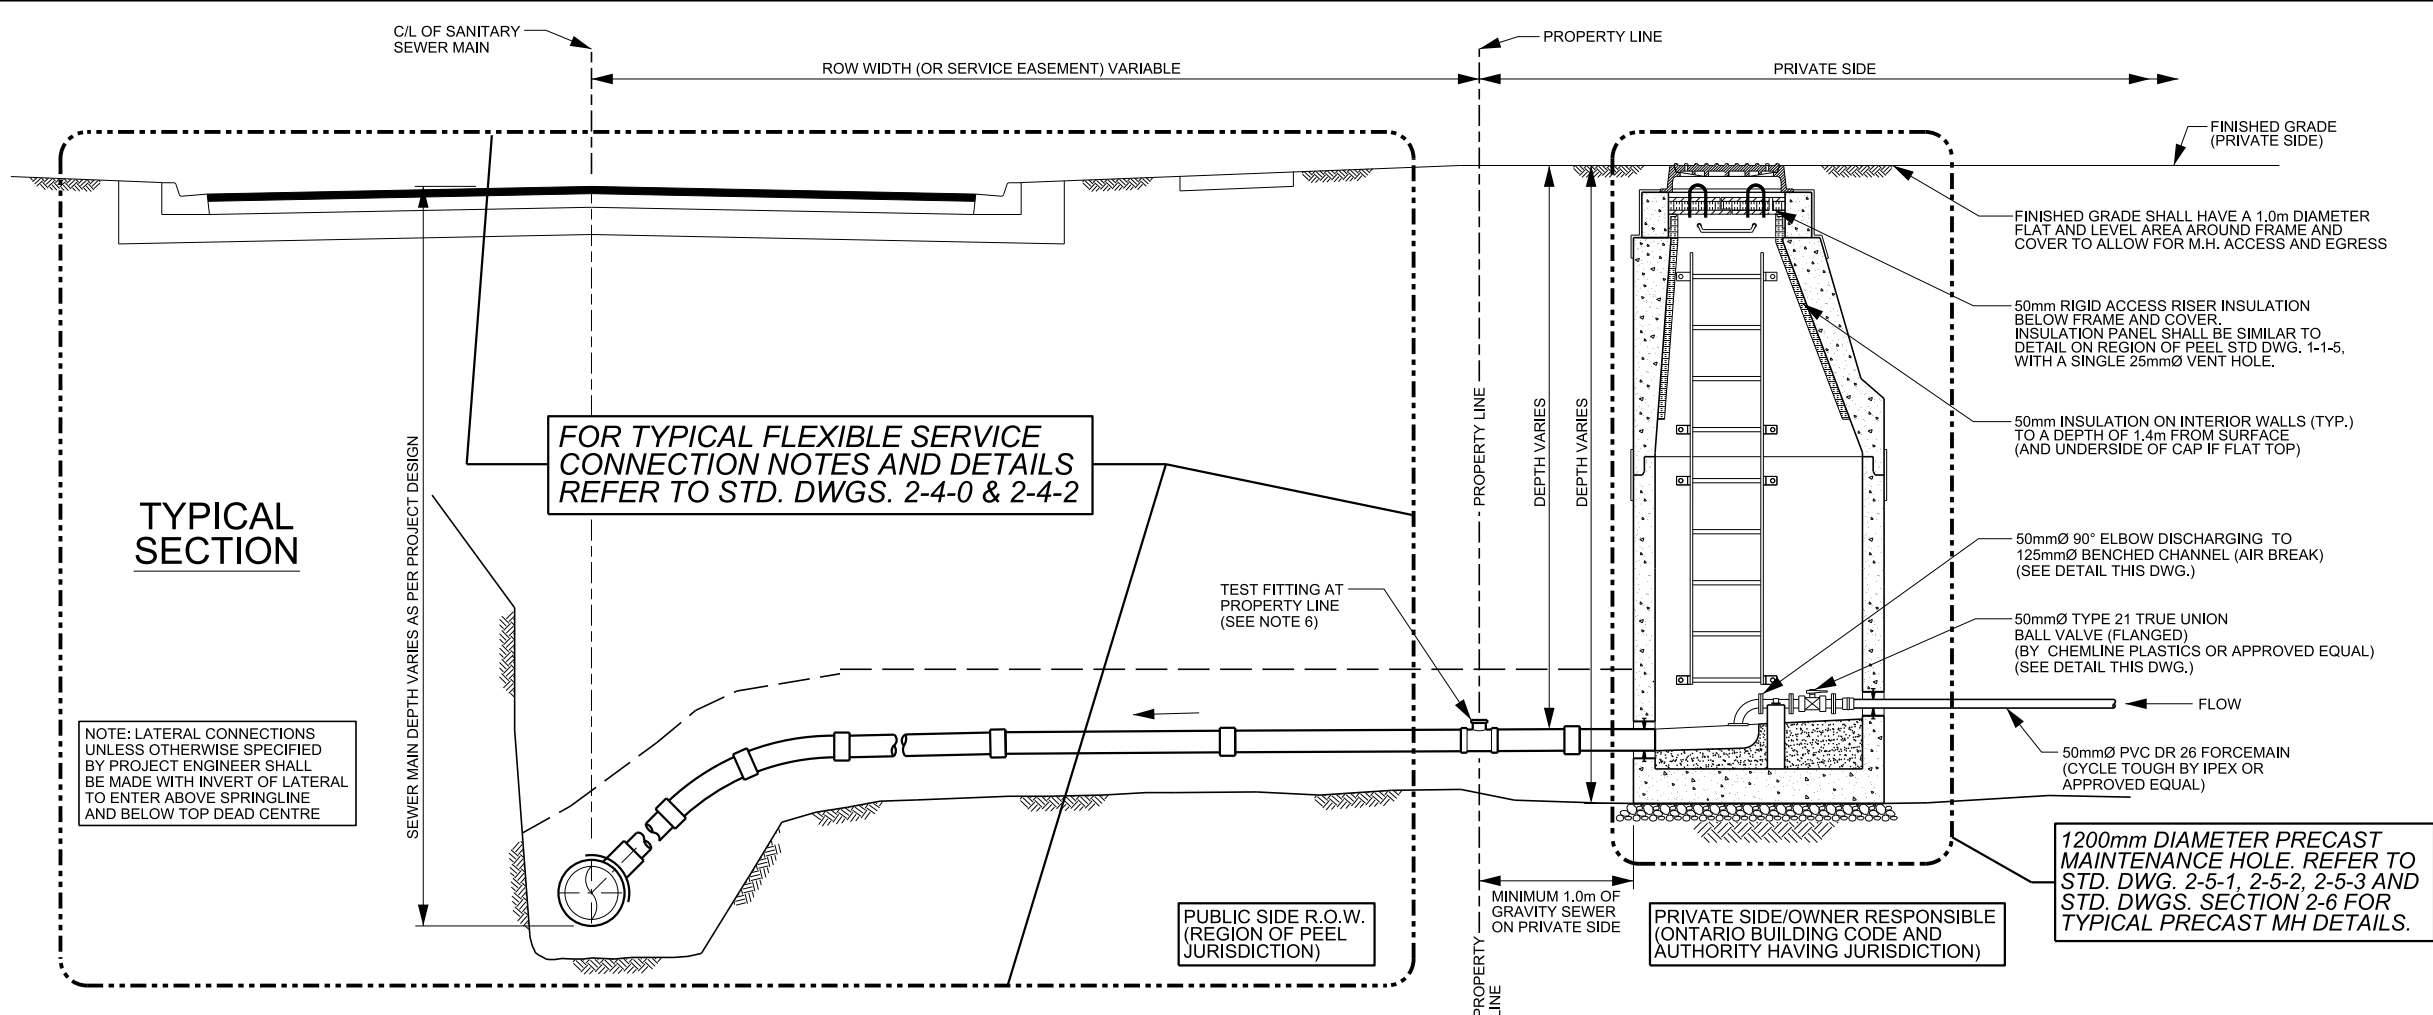 C/L OF SANITARY
SEWER MAIN
PROPERTY LINE
ROW WIDTH (OR SERVICE EASEMENT) VARIABLE
PRIVATE SIDE
FINISHED GRADE
(PRIVATE SIDE)
FINISHED GRADE SHALL HAVE A 1.0m DIAMETER
FLAT AND LEVEL AREA AROUND FRAME AND
COVER TO ALLOW FOR M.H. ACCESS AND EGRESS
50mm RIGID ACCESS RISER INSULATION
BELOW FRAME AND COVER.
INSULATION PANEL SHALL BE SIMILAR TO
DETAIL ON REGION OF PEEL STD DWG. 1-1-5,
WITH A SINGLE 25mmØ VENT HOLE.
50mm INSULATION ON INTERIOR WALLS (TYP.)
TO A DEPTH OF 1.4m FROM SURFACE
(AND UNDERSIDE OF CAP IF FLAT TOP)
FOR TYPICAL FLEXIBLE SERVICE
CONNECTION NOTES AND DETAILS
REFER TO STD. DWGS. 2-4-0 & 2-4-2
TYPICAL
SECTION
SEWER MAIN DEPTH VARIES AS PER PROJECT DESIGN
PROPERTY LINE
DEPTH VARIES
DEPTH VARIES
50mmØ 90° ELBOW DISCHARGING TO
125mmØ BENCHED CHANNEL (AIR BREAK)
(SEE DETAIL THIS DWG.)
TEST FITTING AT
PROPERTY LINE
(SEE NOTE 6)
50mmØ TYPE 21 TRUE UNION
BALL VALVE (FLANGED)
(BY CHEMLINE PLASTICS OR APPROVED EQUAL)
(SEE DETAIL THIS DWG.)
FLOW
NOTE: LATERAL CONNECTIONS
UNLESS OTHERWISE SPECIFIED
BY PROJECT ENGINEER SHALL
BE MADE WITH INVERT OF LATERAL
TO ENTER ABOVE SPRINGLINE
AND BELOW TOP DEAD CENTRE
50mmØ PVC DR 26 FORCEMAIN
(CYCLE TOUGH BY IPEX OR
APPROVED EQUAL)
1200mm DIAMETER PRECAST
MAINTENANCE HOLE. REFER TO
STD. DWG. 2-5-1, 2-5-2, 2-5-3 AND
STD. DWGS. SECTION 2-6 FOR
TYPICAL PRECAST MH DETAILS.
MINIMUM 1.0m OF
GRAVITY SEWER
ON PRIVATE SIDE
PUBLIC SIDE R.O.W.
(REGION OF PEEL
JURISDICTION)
PRIVATE SIDE/OWNER RESPONSIBLE
(ONTARIO BUILDING CODE AND
AUTHORITY HAVING JURISDICTION)
PROPERTY
LINE